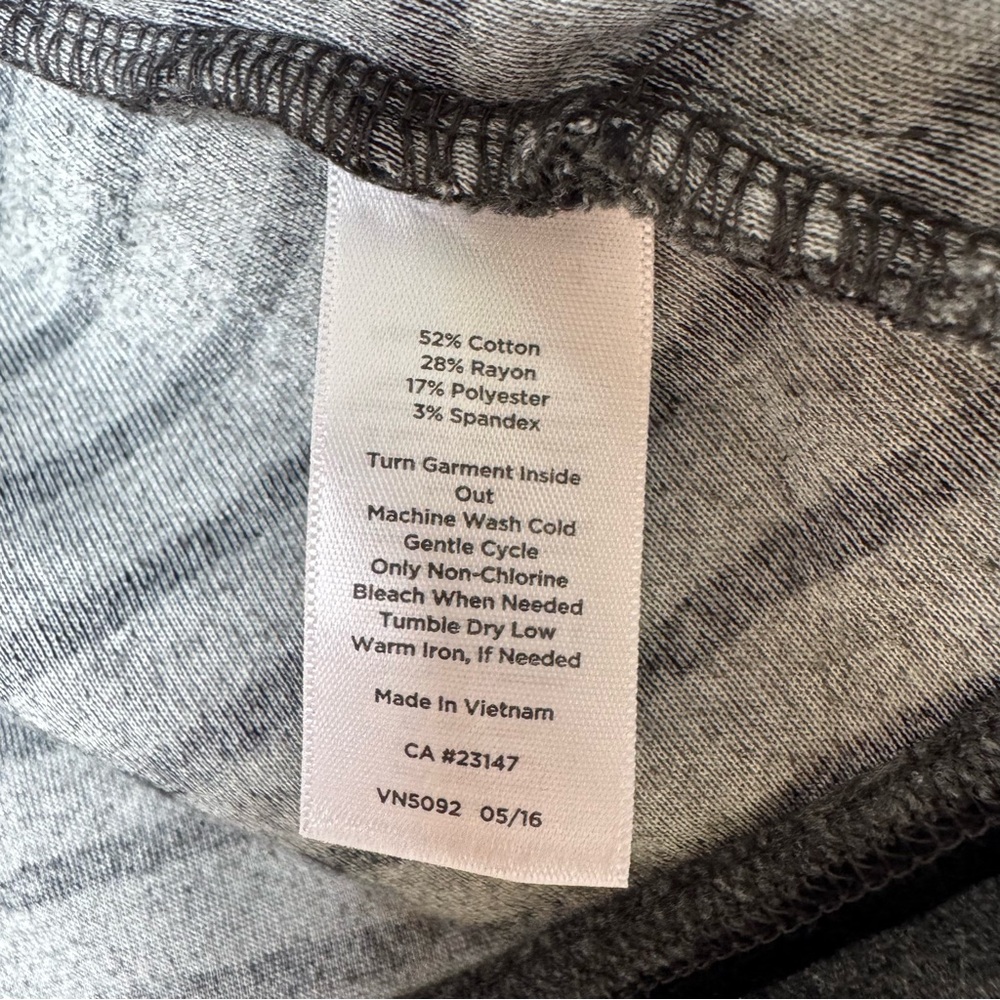 52% Cotton
28% Rayon
17% Polyester
3% Spandex
Turn Garment Inside
Out
Machine Wash Cold
Gentle Cycle
Only Non-Chlorine
Bleach When Needed
Tumble Dry Low
Warm Iron, If Needed
Made In Vietnam
CA #23147
VN5092 05/16